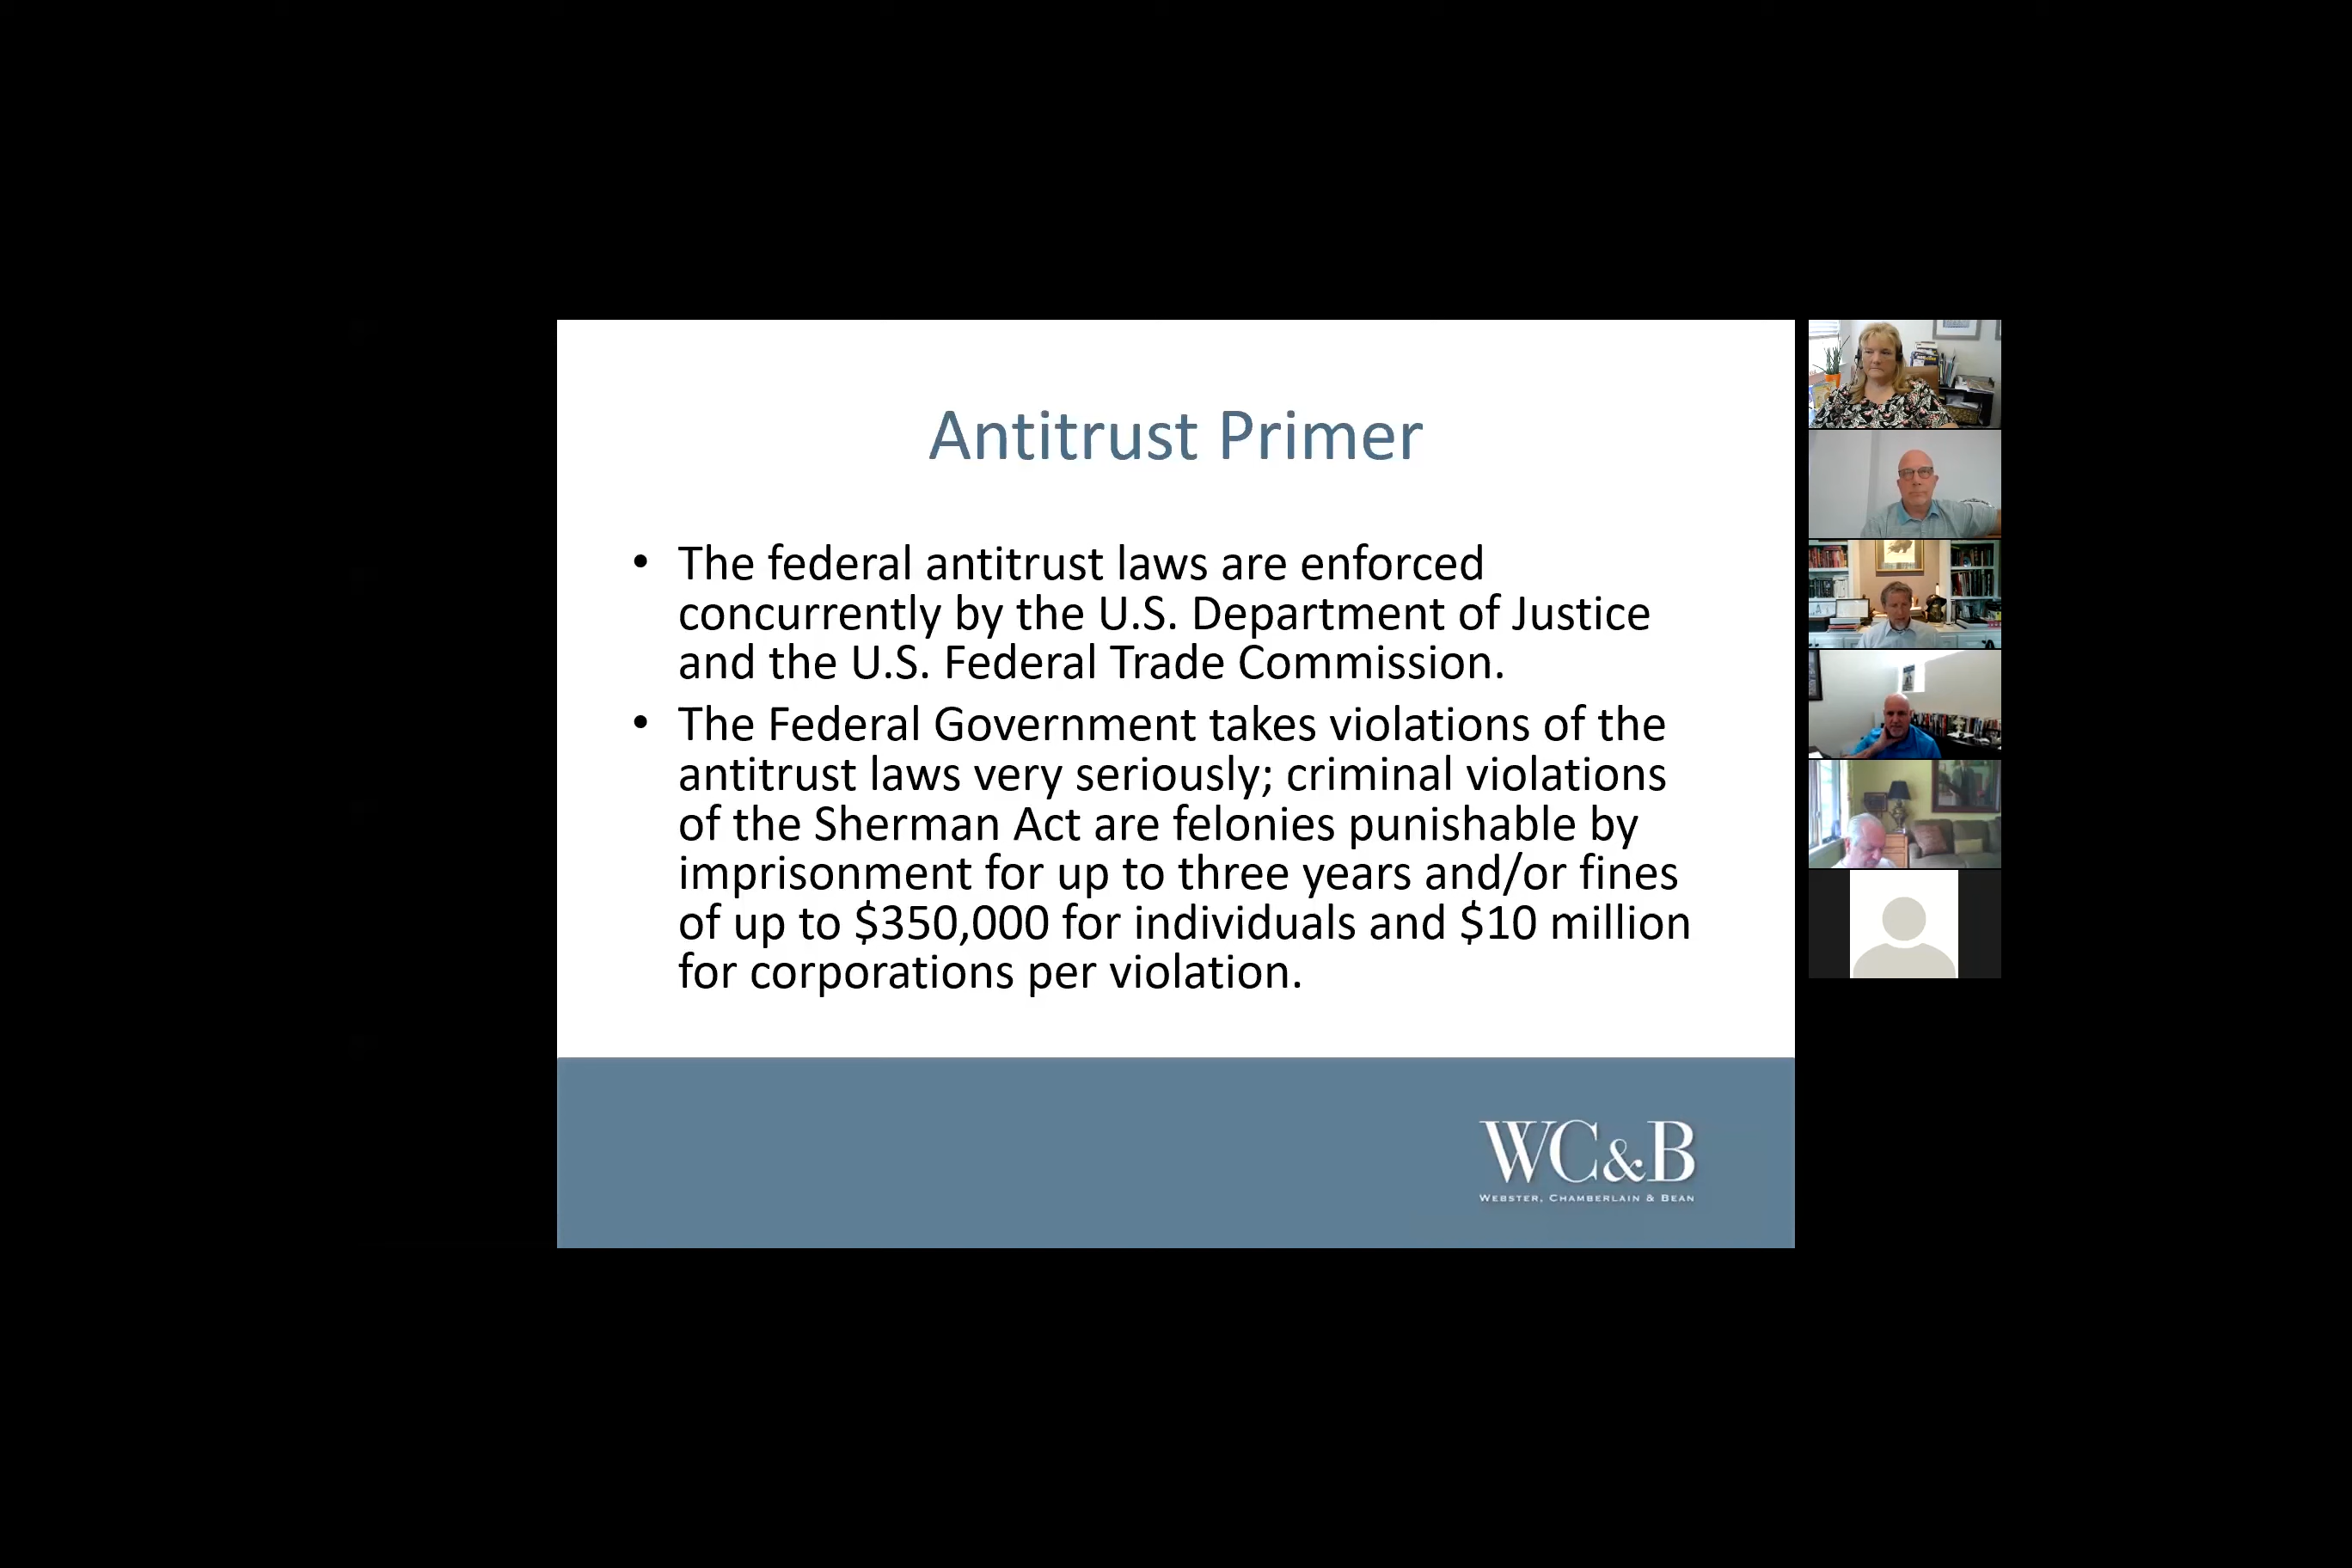 Antitrust Primer
• The federal antitrust laws are enforced
concurrently by the U.S. Department of Justice
and the U.S. Federal Trade Commission.
• The Federal Government takes violations of the
antitrust laws very seriously; criminal violations
of the Sherman Act are felonies punishable by
imprisonment for up to three years and/or fines
of up to $350,000 for individuals and $10 million
for corporations per violation.
WC&B
WEBSTER, CHAMBERLAIN & BEAN